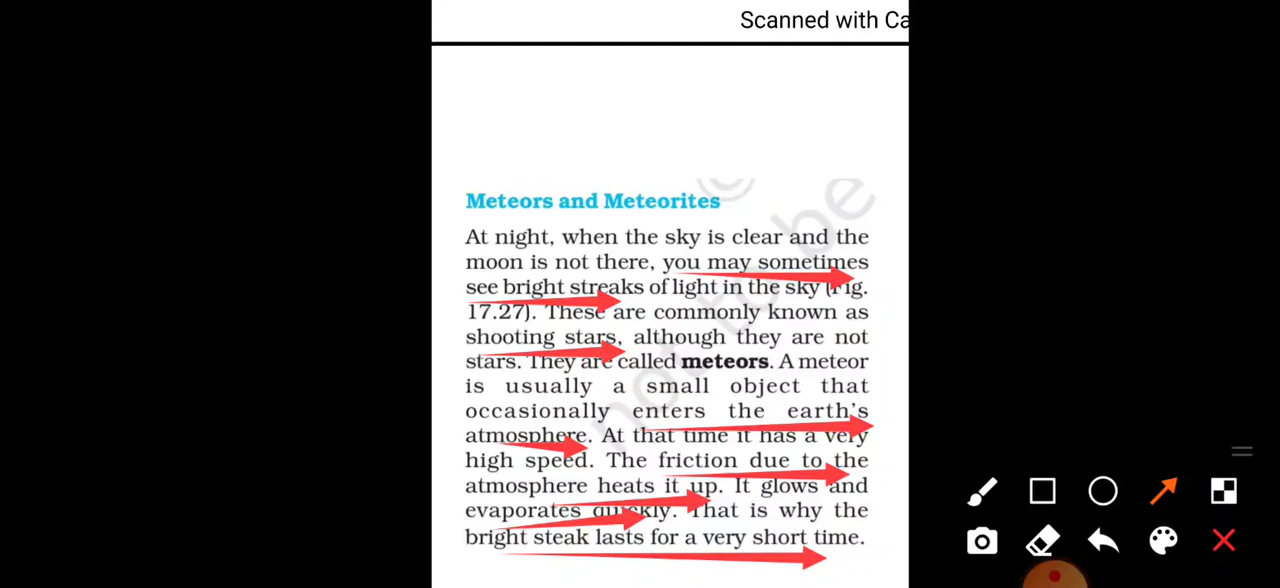 Scanned with Ca
Meteors and Meteorites
At night, when the sky is clear and the
moon is not there, you may sometimes
see bright streaks of light in the sky (Fig.
17.27). These are commonly known as
shooting stars, although they are not
stars. They are called meteors. A meteor
is usually a small object that
occasionally enters the earth's
atmosphere. At that time it has a very
high speed. The friction due to the
atmosphere heats it up. It glows and
evaporates quickly. That is why the
bright steak lasts for a very short time.
not to be
©